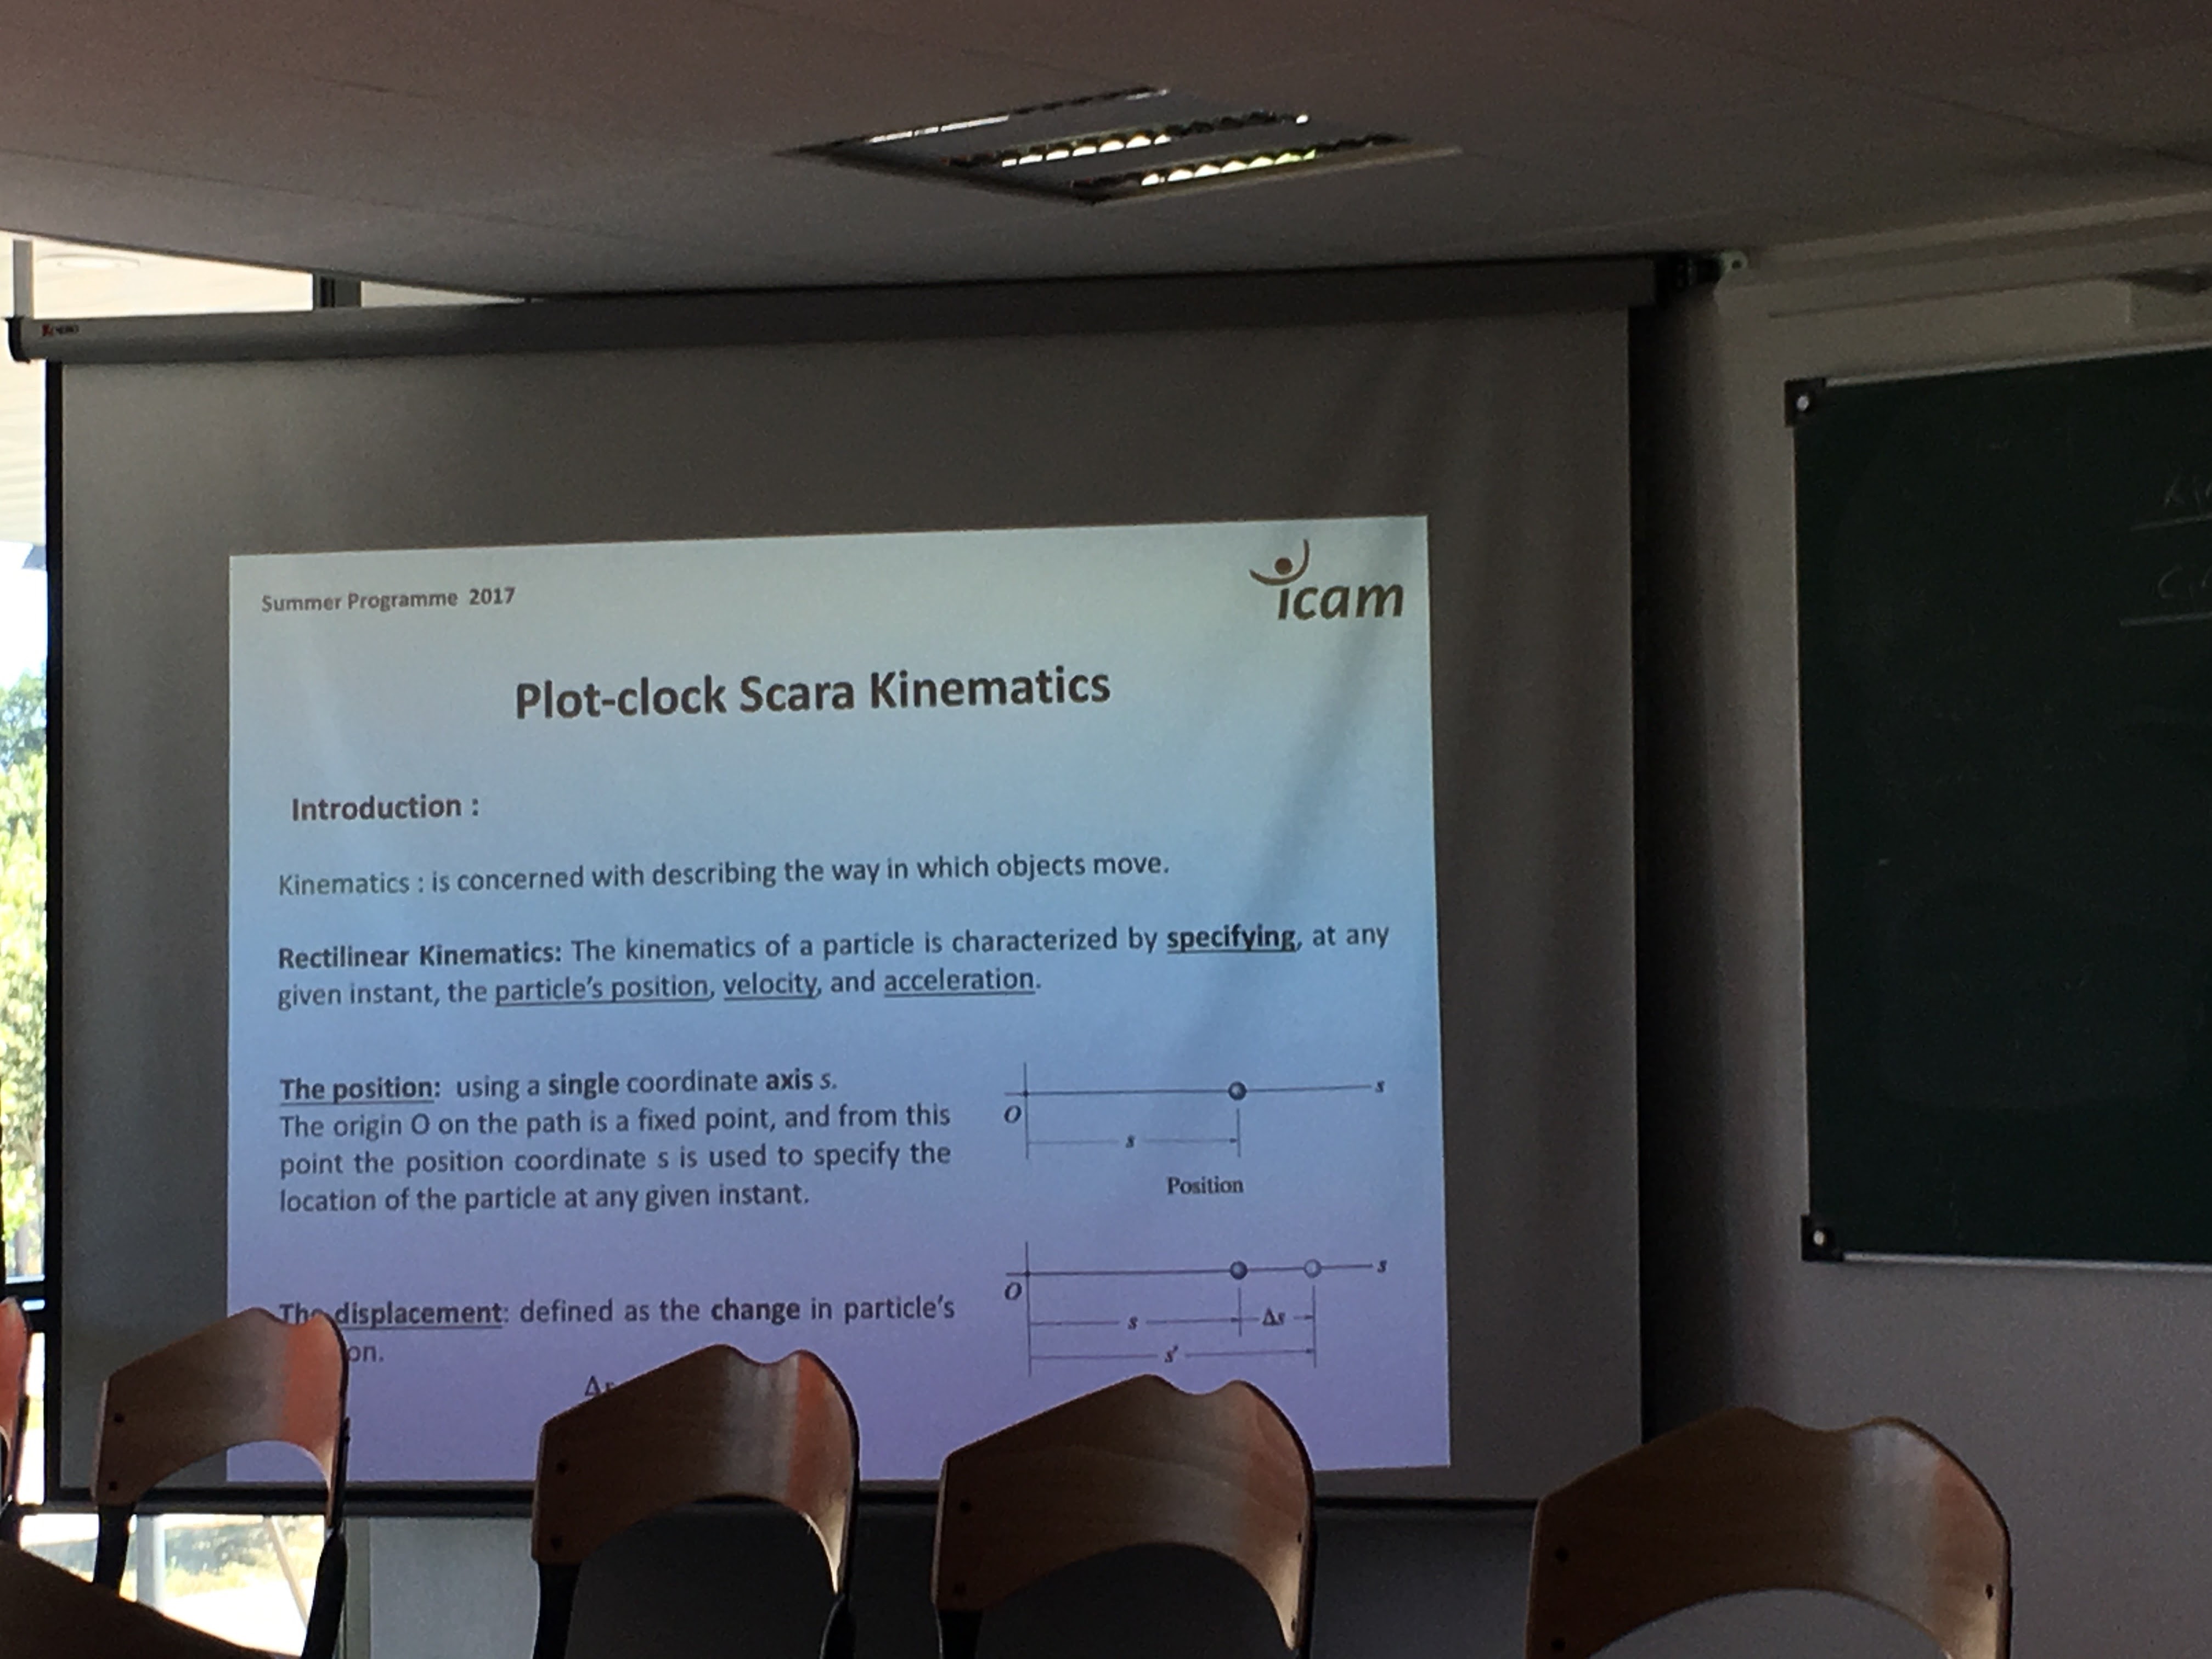 Summer Programme 2017
icam
Plot-clock Scara Kinematics
Introduction :
Kinematics : is concerned with describing the way in which objects move.
Rectilinear Kinematics: The kinematics of a particle is characterized by specifying, at any
given instant, the particle's position, velocity, and acceleration.
The position: using a single coordinate axis s.
The origin O on the path is a fixed point, and from this
point the position coordinate s is used to specify the
location of the particle at any given instant.
s
O
s
Position
The displacement: defined as the change in particle's
s
O
s
Δs
s'